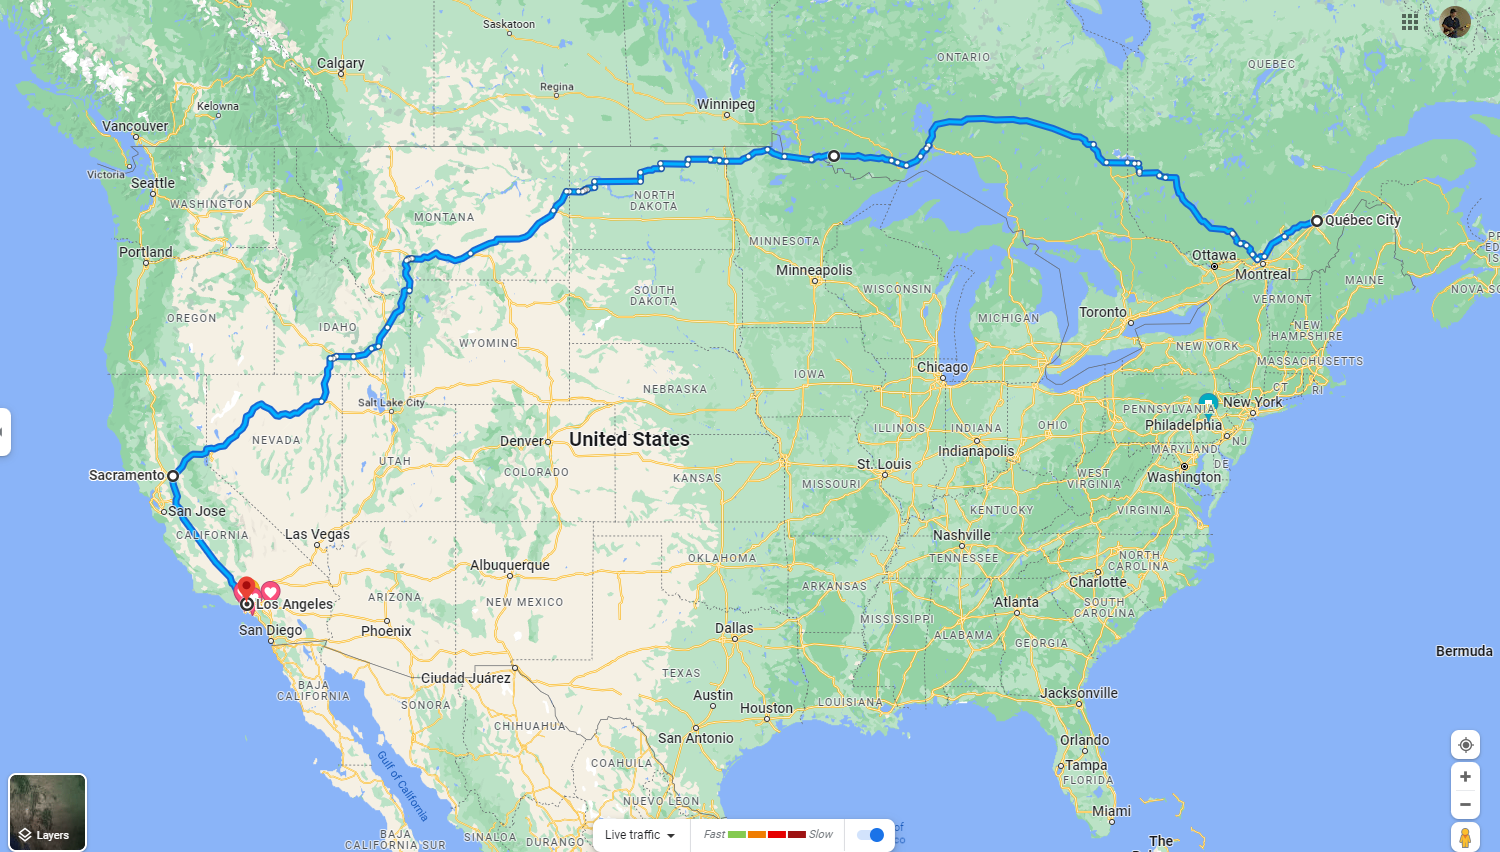 Saskatoon
Calgary
ONTARIO
QUEBEC
Regina
Kelowna
Winnipeg
Vancouver
Victoria
Seattle
WASHINGTON
NORTH
DAKOTA
MONTANA
Québec City
Portland
MINNESOTA
Ottawa
Montreal
Minneapolis
MAINE
SOUTH
DAKOTA
WISCONSIN
NOVA SC
VERMONT
OREGON
IDAHO
MICHIGAN
Toronto
NEW
HAMPSHIRE
WYOMING
NEW YORK
MASSACHUSETTS
Chicago
IOWA
NEBRASKA
CT
RI
Salt Lake City
PENNSYLVANIA
New York
Philadelphia
NEVADA
United States
Denver
ILLINOIS
INDIANA
OHIO
NJ
Indianapolis
MARYLAND
UTAH
COLORADO
St. Louis
DE
Sacramento
KANSAS
MISSOURI
WEST
VIRGINIA
Washington
San Jose
KENTUCKY
VIRGINIA
CALIFORNIA
Las Vegas
Nashville
OKLAHOMA
TENNESSEE
NORTH
CAROLINA
Albuquerque
ARKANSAS
Charlotte
ARIZONA
NEW MEXICO
Los Angeles
Atlanta
SOUTH
CAROLINA
MISSISSIPPI
San Diego
Phoenix
Dallas
ALABAMA
GEORGIA
Bermuda
TEXAS
Ciudad Juárez
BAJA
CALIFORNIA
SONORA
Austin
Houston
LOUISIANA
Jacksonville
CHIHUAHUA
San Antonio
Orlando
COAHUILA
Tampa
FLORIDA
Gulf of California
NUEVO LEON
Miami
Layers
BAJA
CALIFORNIA SUR
SINALOA
DURANGO
Live traffic
Fast
Slow
of
The